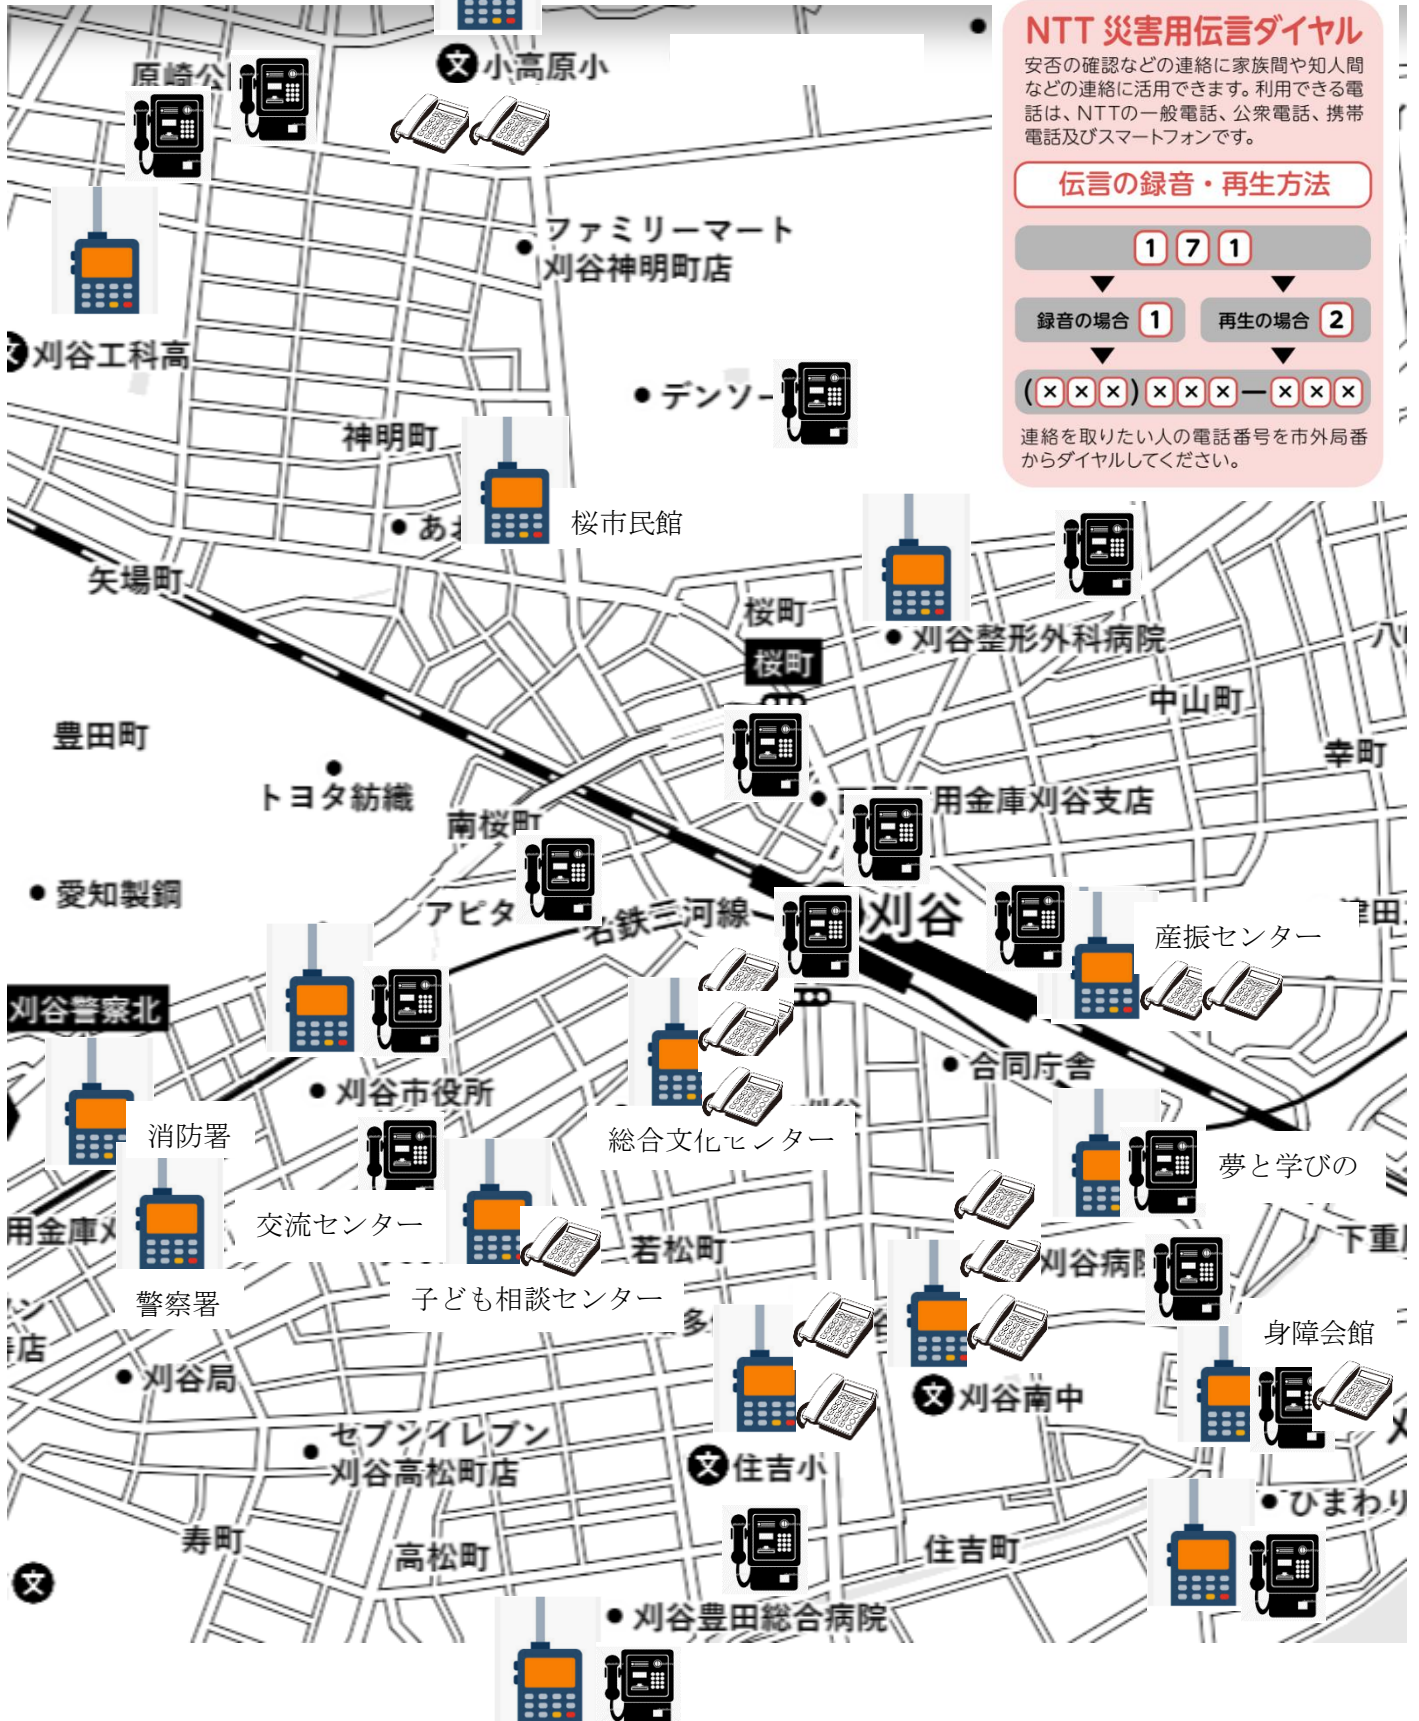 NTT 災害用伝言ダイヤル
安否の確認などの連絡に家族間や知人間
などの連絡に活用できます。利用できる電
話は、NTTの一般電話、公衆電話、携帯
電話及びスマートフォンです。
伝言の録音・再生方法
1 7 1
録音の場合 1
再生の場合 2
(×××)×××―×××
連絡を取りたい人の電話番号を市外局番
からダイヤルしてください。
原崎公
文 小高原小
ファミリーマート
刈谷神明町店
文 刈谷工科高
デンソー
神明町
桜市民館
矢場町
桜町
桜町
刈谷整形外科病院
中山町
豊田町
幸町
トヨタ紡織
用金庫刈谷支店
南桜町
愛知製鋼
アピタ
名鉄三河線
刈谷
津田
産振センター
刈谷警察北
合同庁舎
刈谷市役所
消防署
総合文化センター
夢と学びの
用金庫
交流センター
若松町
刈谷病院
下重
警察署
子ども相談センター
身障会館
店
刈谷局
文 刈谷南中
セブンイレブン
刈谷高松町店
文 住吉小
ひまわり
寿町
高松町
住吉町
文
刈谷豊田総合病院